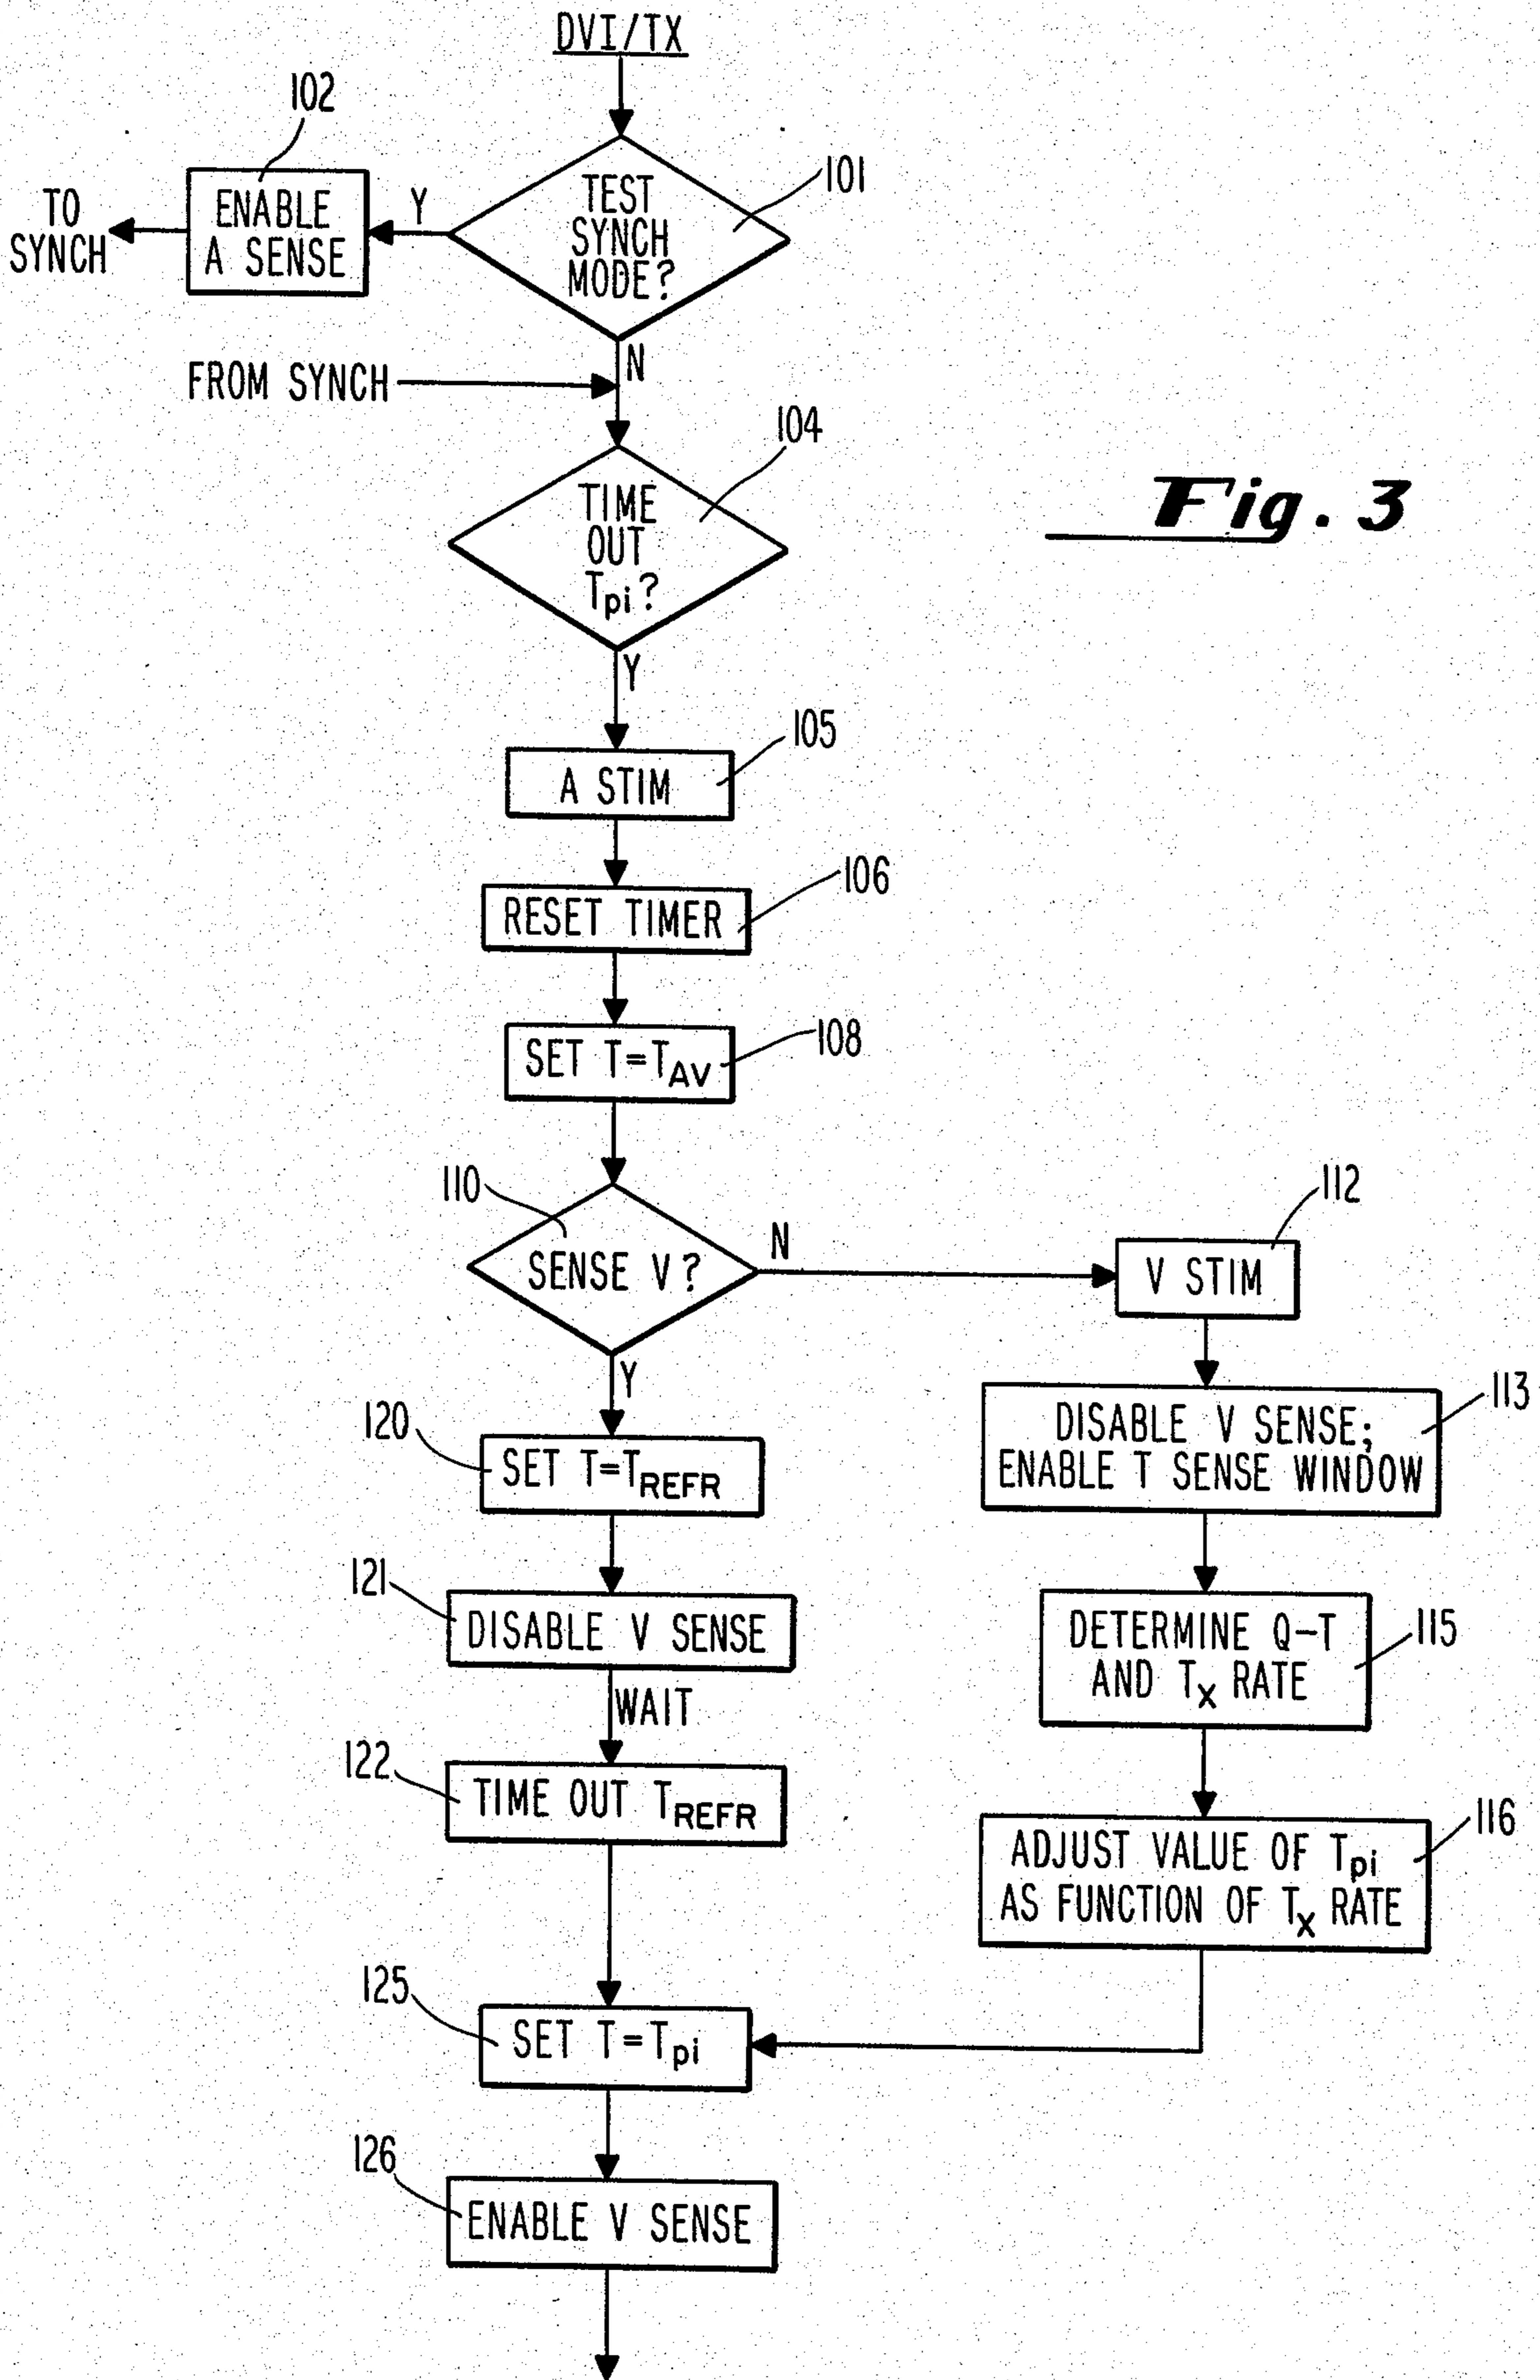 DVI/TX
102
101
TO
SYNCH
ENABLE
A SENSE
Y
TEST
SYNCH
MODE?
N
FROM SYNCH
104
TIME
OUT
Tpi?
Fig. 3
Y
105
A STIM
106
RESET TIMER
108
SET T=TAV
110
SENSE V?
N
112
V STIM
Y
113
DISABLE V SENSE;
ENABLE T SENSE WINDOW
120
SET T=TREFR
121
DISABLE V SENSE
115
DETERMINE Q-T
AND Tx RATE
WAIT
122
TIME OUT TREFR
116
ADJUST VALUE OF Tpi
AS FUNCTION OF Tx RATE
125
SET T=Tpi
126
ENABLE V SENSE